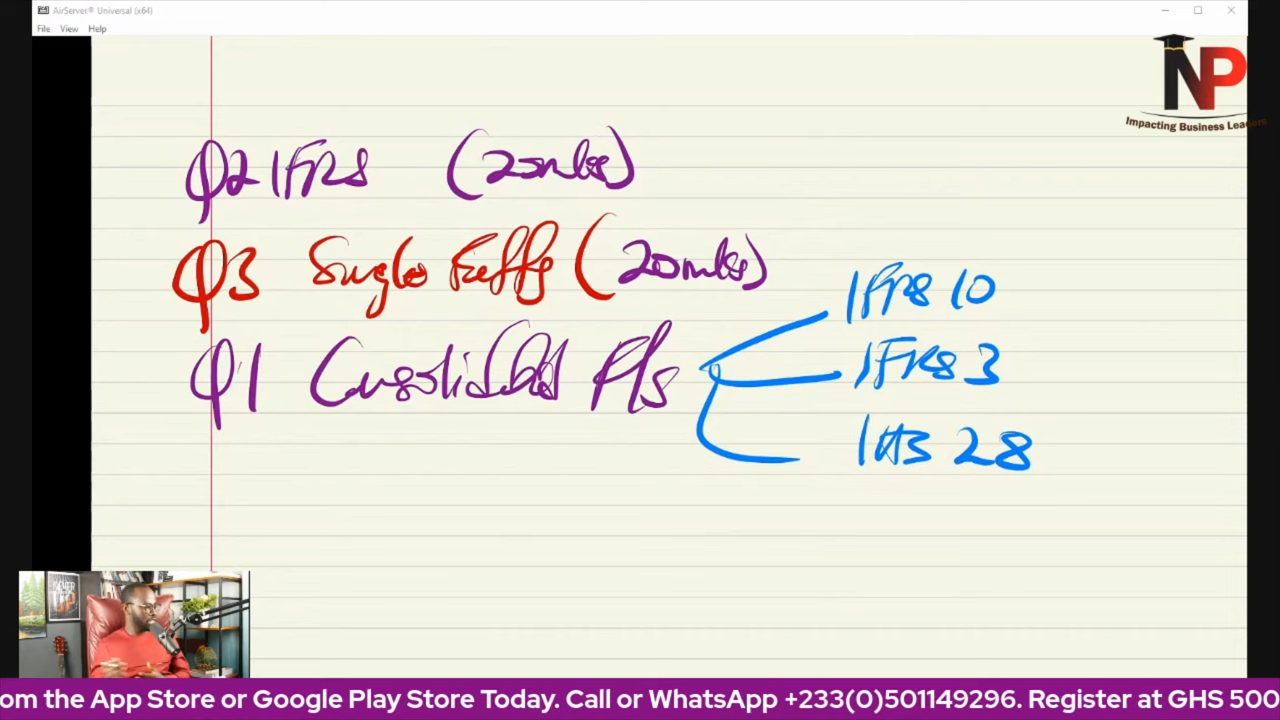 AirServer® Universal (x64)
File View Help
NP
Impacting Business Leaders
Q2 IFRS (20mks)
Q3 Single (20mks)
IFRS 10
Q1 Consolidated
IFRS 3
IAS 28
om the App Store or Google Play Store Today. Call or WhatsApp +233(0)501149296. Register at GHS 500